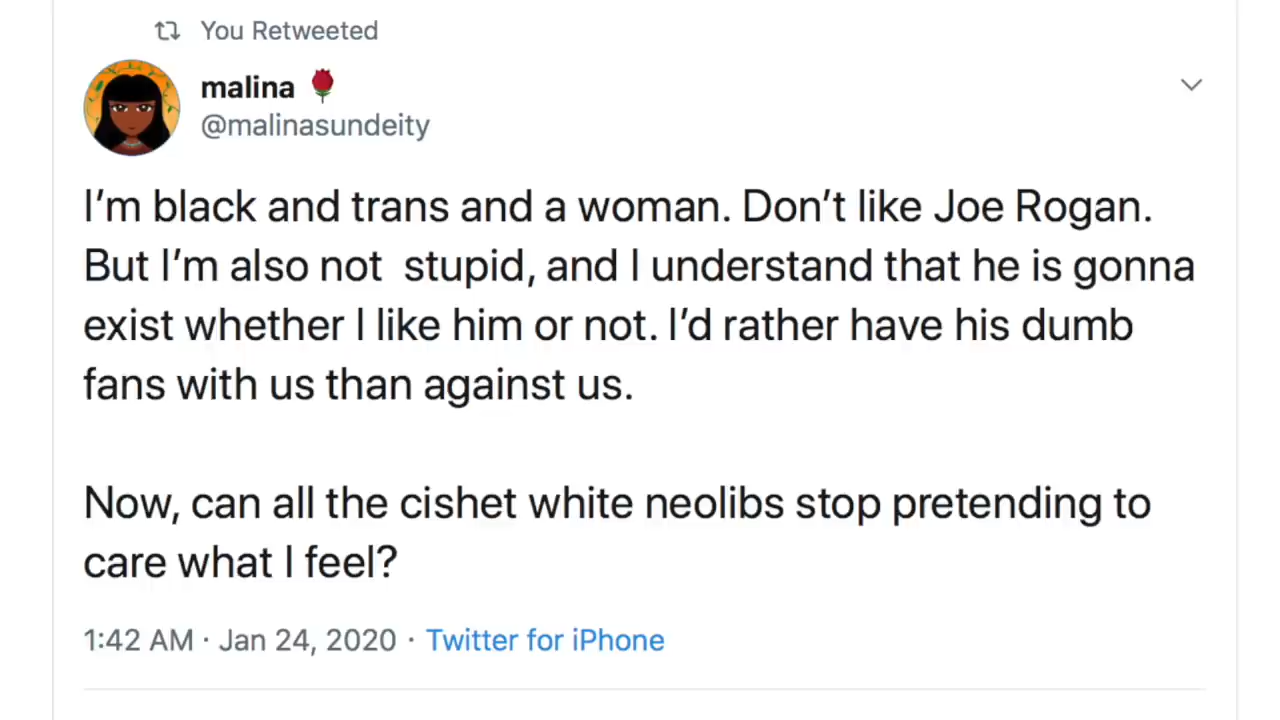 You Retweeted
malina 🌹
@malinasundeity
I'm black and trans and a woman. Don't like Joe Rogan.
But I'm also not  stupid, and I understand that he is gonna
exist whether I like him or not. I'd rather have his dumb
fans with us than against us.
Now, can all the cishet white neolibs stop pretending to
care what I feel?
1:42 AM · Jan 24, 2020 · Twitter for iPhone